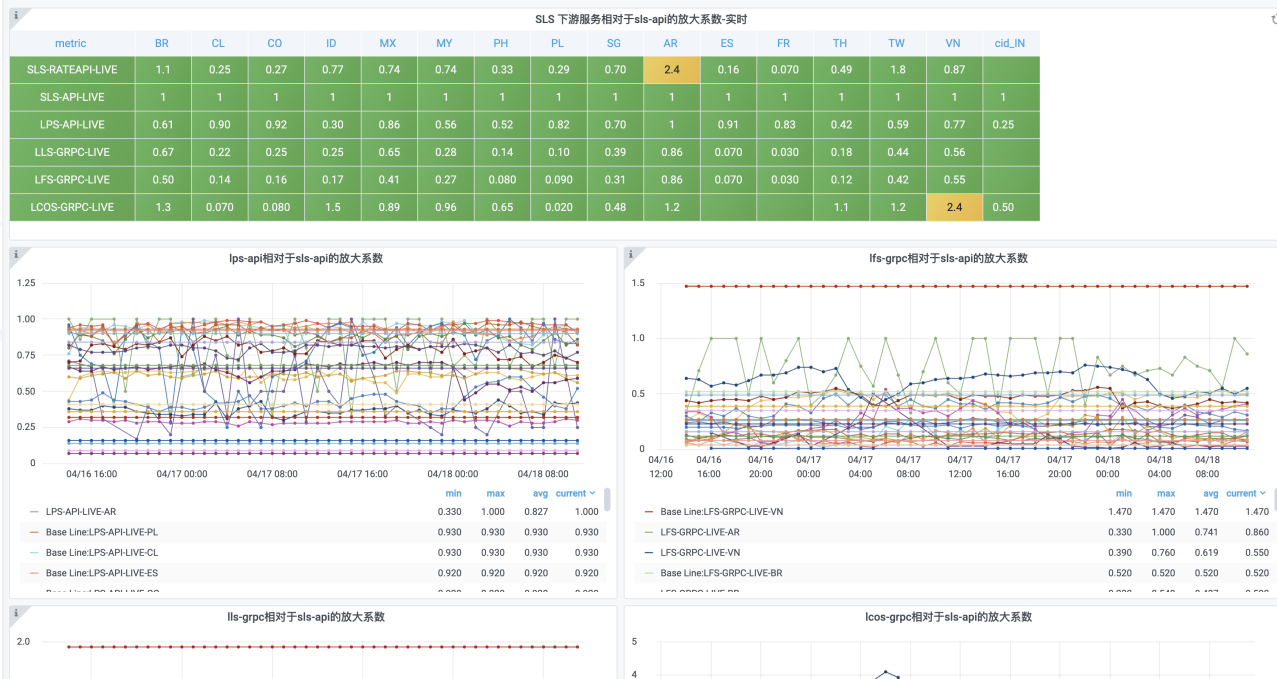 SLS 下游服务相对于sls-api的放大系数-实时
metric BR CL CO ID MX MY PH PL SG AR ES FR TH TW VN cid_IN
SLS-RATEAPI-LIVE 1.1 0.25 0.27 0.77 0.74 0.74 0.33 0.29 0.70 2.4 0.16 0.070 0.49 1.8 0.87
SLS-API-LIVE 1 1 1 1 1 1 1 1 1 1 1 1 1 1 1 1
LPS-API-LIVE 0.61 0.90 0.92 0.30 0.86 0.56 0.52 0.82 0.70 1 0.91 0.83 0.42 0.59 0.77 0.25
LLS-GRPC-LIVE 0.67 0.22 0.25 0.25 0.65 0.28 0.14 0.10 0.39 0.86 0.070 0.030 0.18 0.44 0.56
LFS-GRPC-LIVE 0.50 0.14 0.16 0.17 0.41 0.27 0.080 0.090 0.31 0.86 0.070 0.030 0.12 0.42 0.55
LCOS-GRPC-LIVE 1.3 0.070 0.080 1.5 0.89 0.96 0.65 0.020 0.48 1.2 1.1 1.2 2.4 0.50
lps-api相对于sls-api的放大系数
1.25
1.00
0.75
0.50
0.25
0
04/16 16:00 04/17 00:00 04/17 08:00 04/17 16:00 04/18 00:00 04/18 08:00
min max avg current
LPS-API-LIVE-AR 0.330 1.000 0.827 1.000
Base Line:LPS-API-LIVE-PL 0.930 0.930 0.930 0.930
Base Line:LPS-API-LIVE-CL 0.930 0.930 0.930 0.930
Base Line:LPS-API-LIVE-ES 0.920 0.920 0.920 0.920
lfs-grpc相对于sls-api的放大系数
1.5
1.0
0.5
0
04/16 04/16 04/16 04/17 04/17 04/17 04/17 04/17 04/17 04/18 04/18 04/18
12:00 16:00 20:00 00:00 04:00 08:00 12:00 16:00 20:00 00:00 04:00 08:00
min max avg current
Base Line:LFS-GRPC-LIVE-VN 1.470 1.470 1.470 1.470
LFS-GRPC-LIVE-AR 0.330 1.000 0.741 0.860
LFS-GRPC-LIVE-VN 0.390 0.760 0.619 0.550
Base Line:LFS-GRPC-LIVE-BR 0.520 0.520 0.520 0.520
lls-grpc相对于sls-api的放大系数
2.0
lcos-grpc相对于sls-api的放大系数
5
4